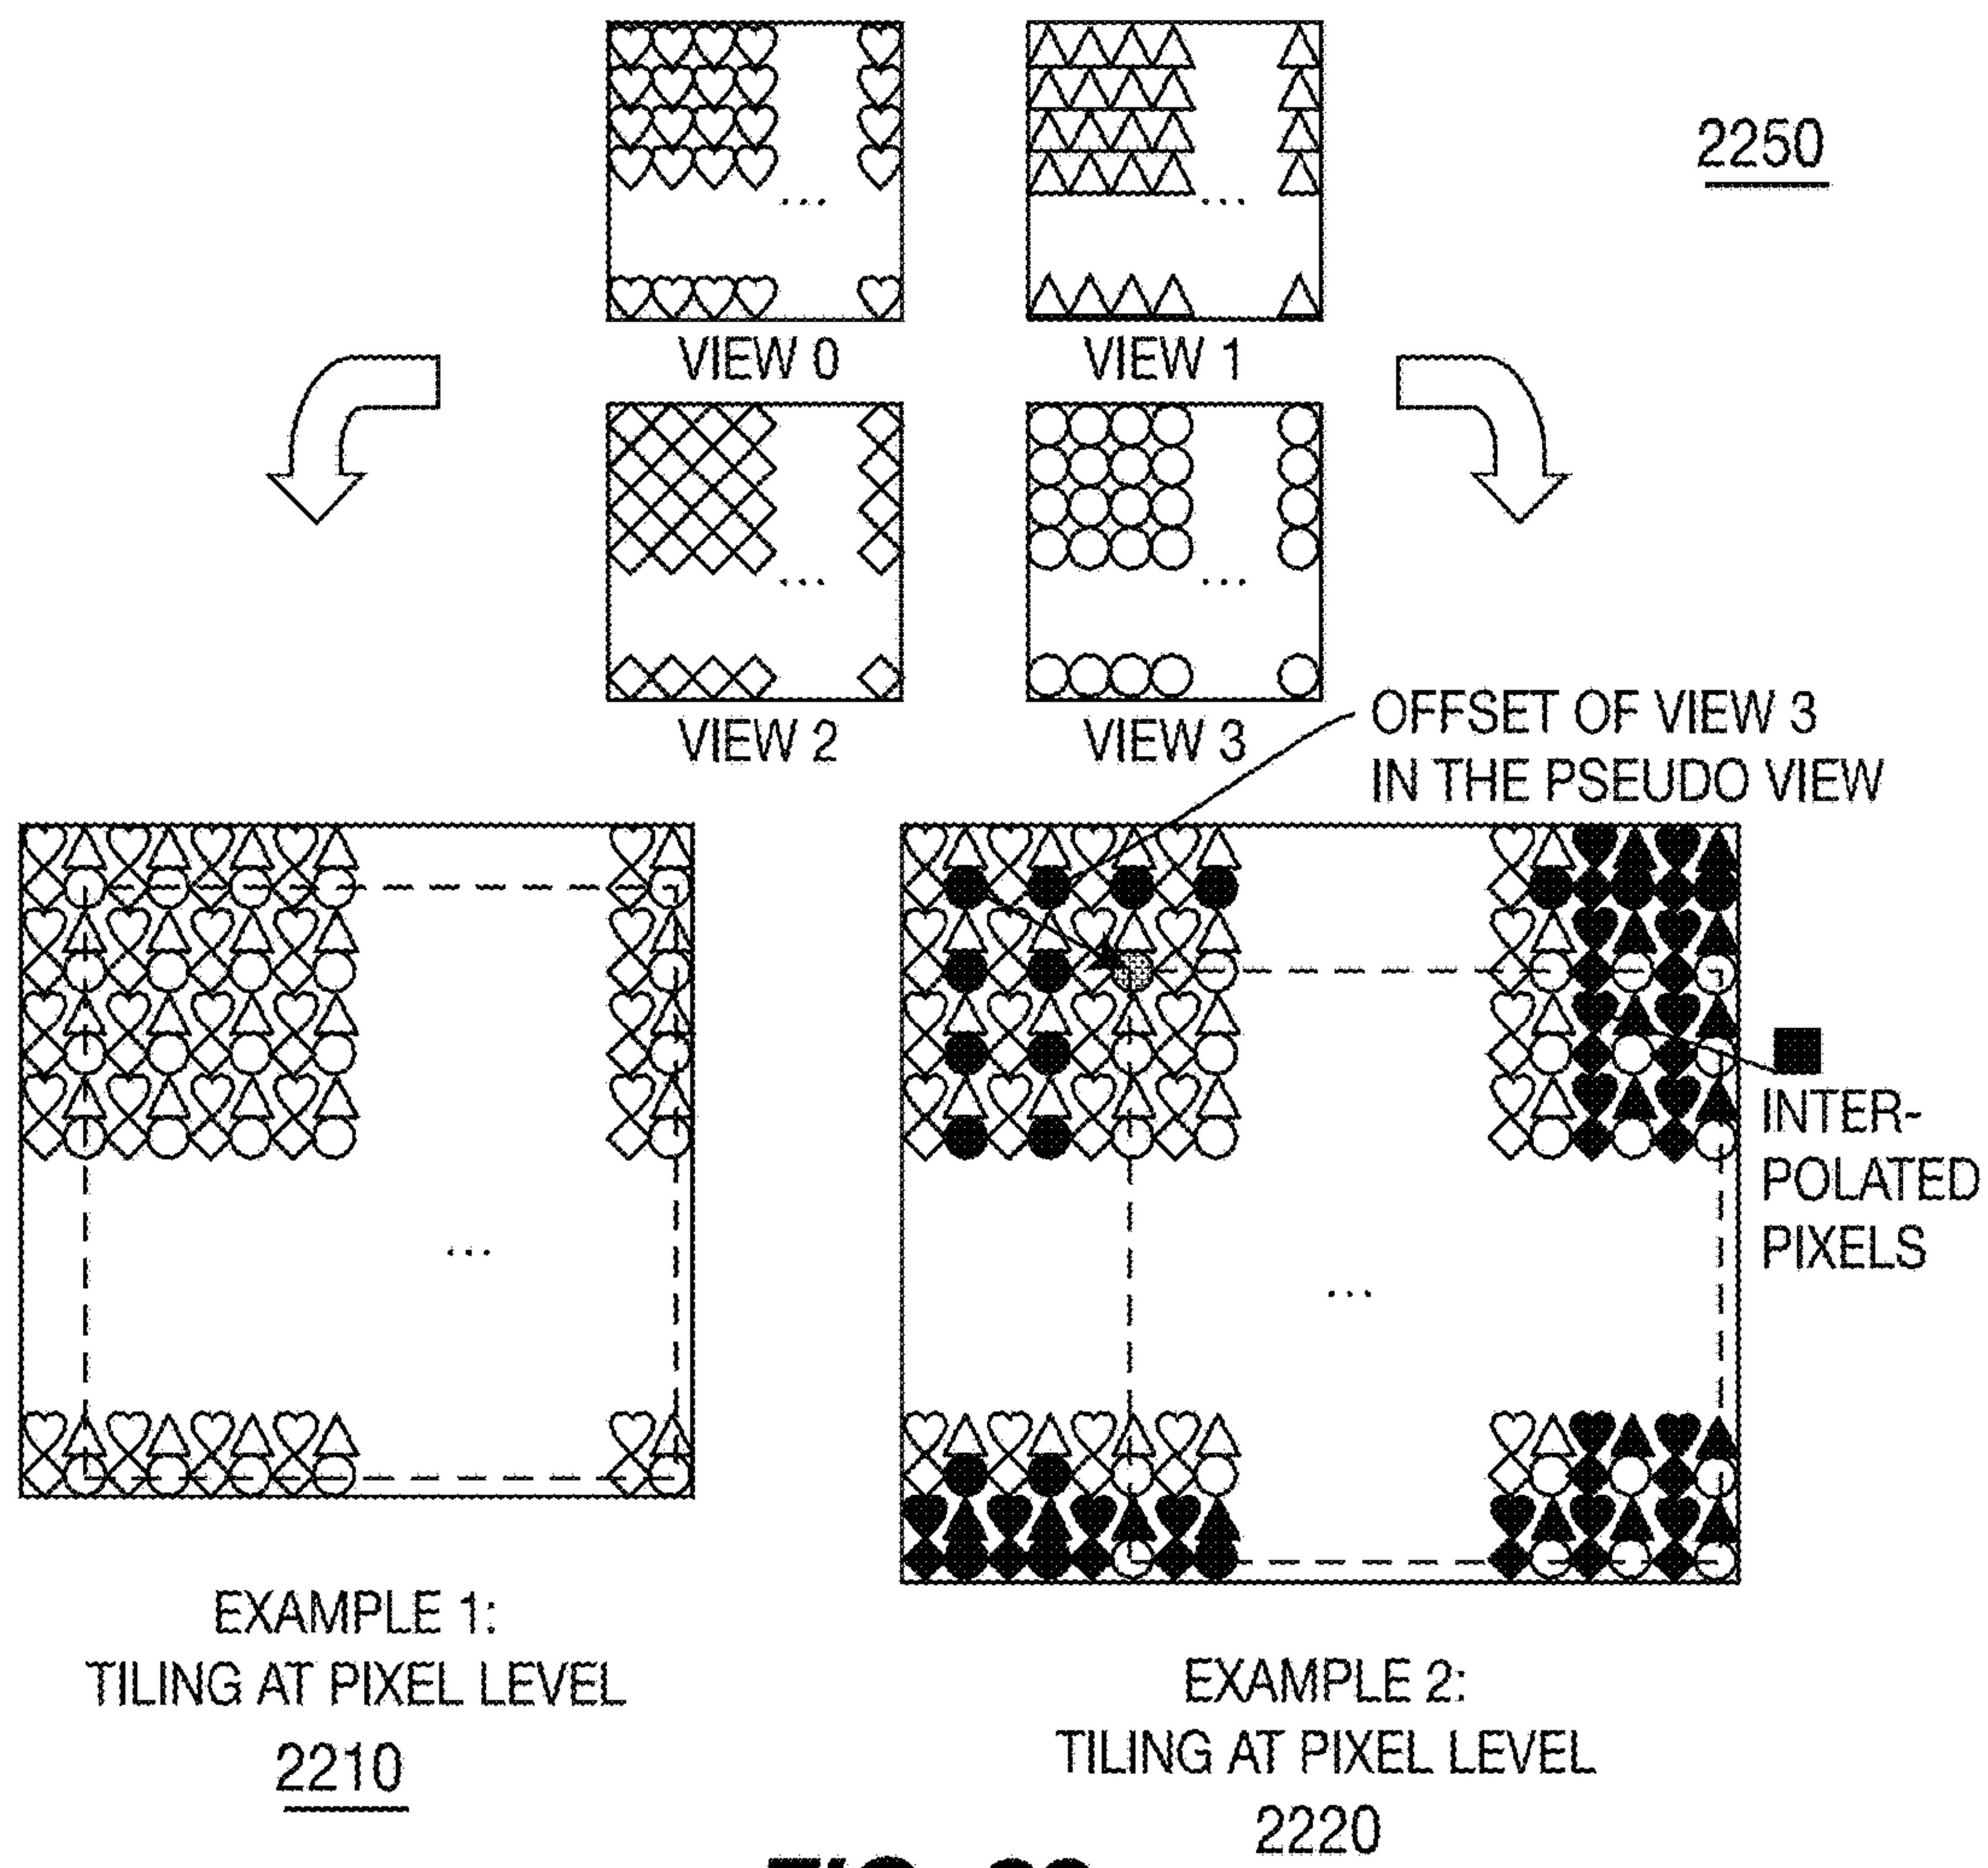 2250
VIEW 0
VIEW 1
VIEW 2
VIEW 3
OFFSET OF VIEW 3
IN THE PSEUDO VIEW
INTER-
POLATED
PIXELS
EXAMPLE 1:
TILING AT PIXEL LEVEL
2210
EXAMPLE 2:
TILING AT PIXEL LEVEL
2220